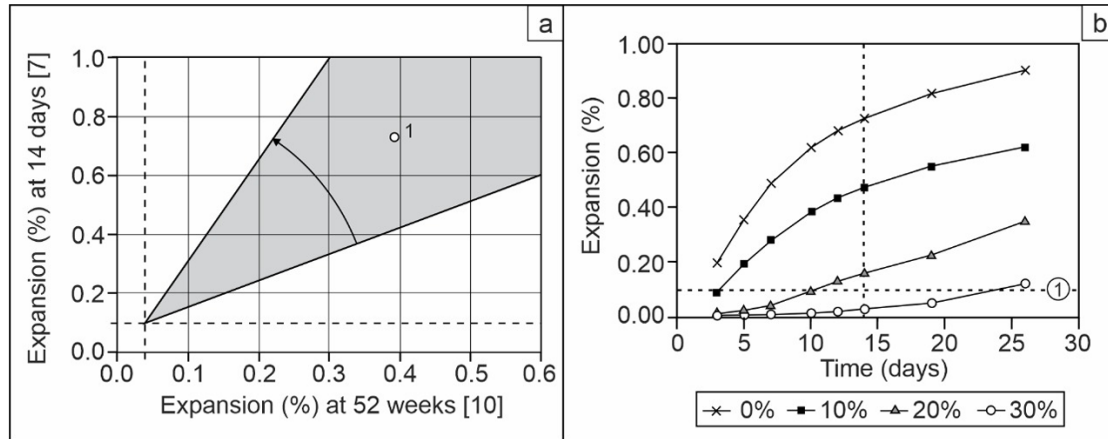 a
Expansion (%) at 14 days [7]
1.0
0.8
0.6
0.4
0.2
0.0
1
0.0 0.1 0.2 0.3 0.4 0.5 0.6
Expansion (%) at 52 weeks [10]
b
Expansion (%)
1.00
0.80
0.60
0.40
0.20
0.00
1
0 5 10 15 20 25 30
Time (days)
0% 10% 20% 30%